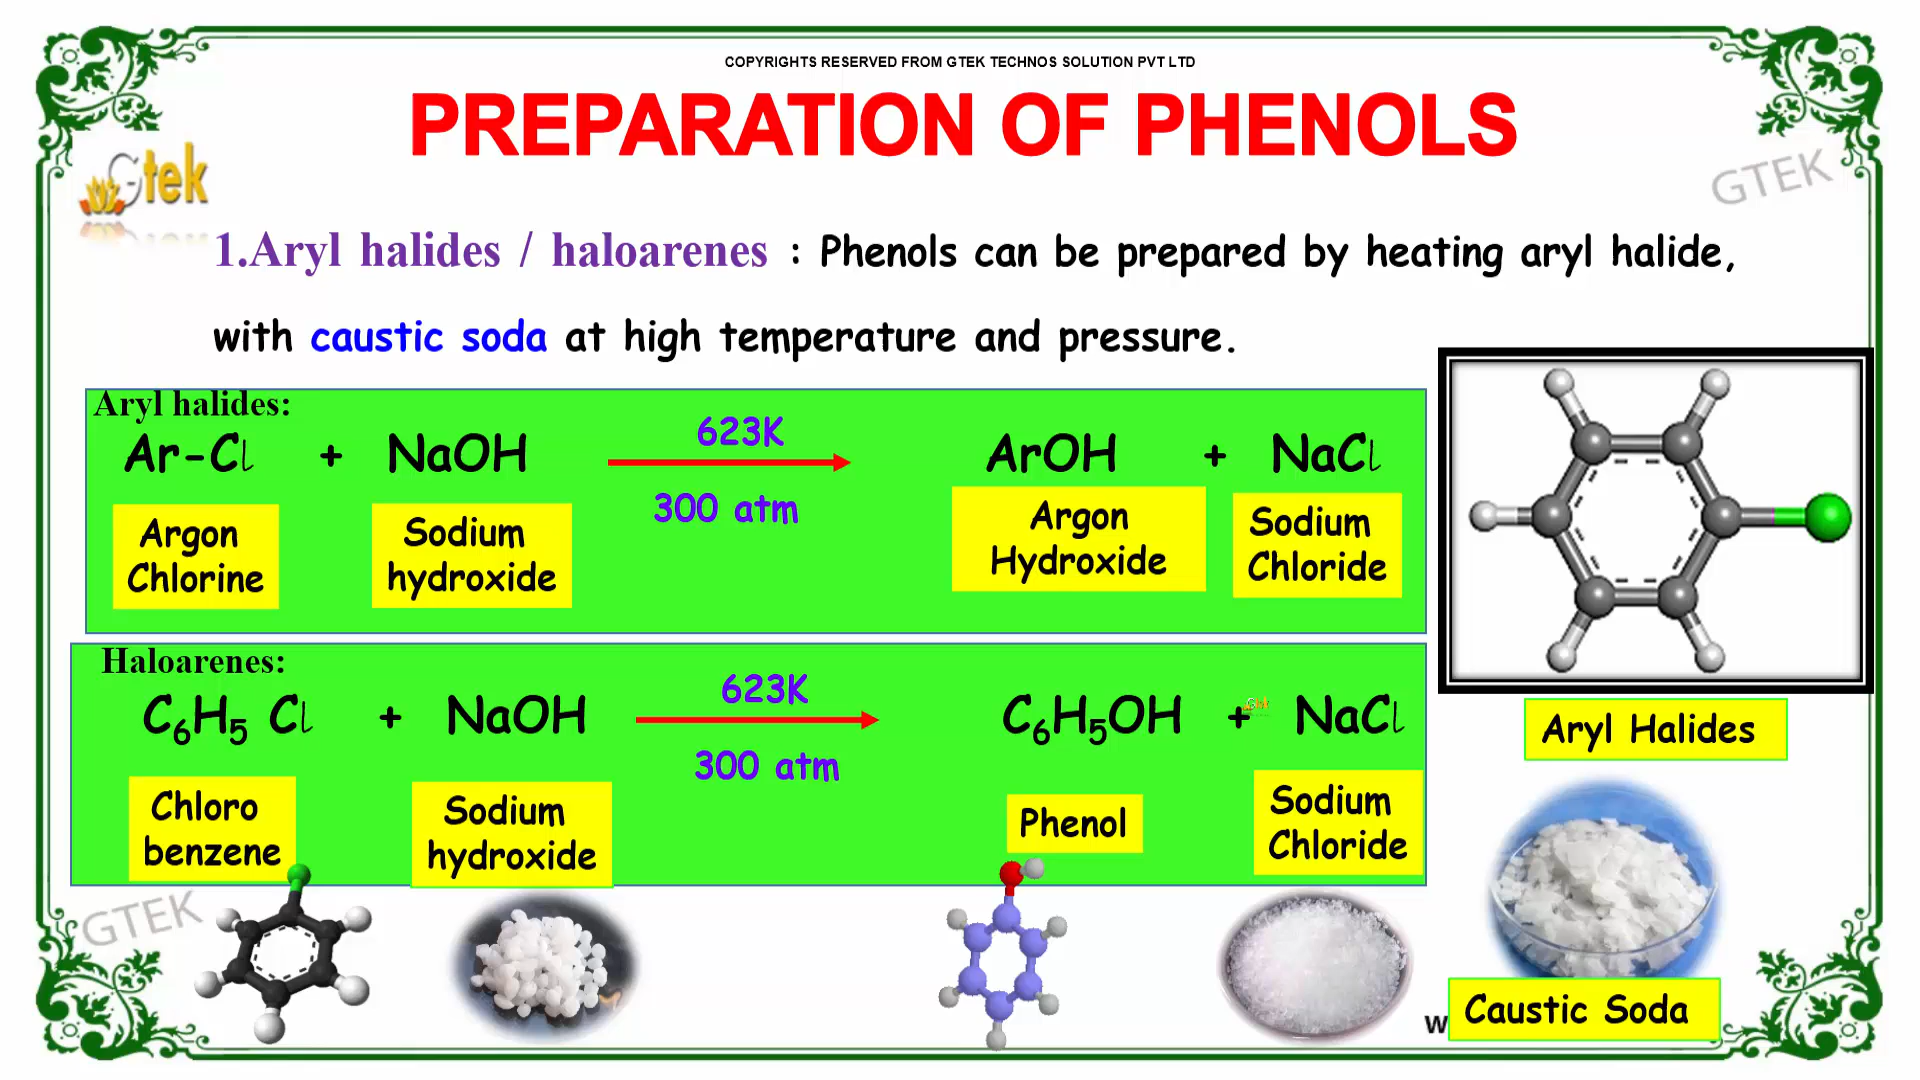 COPYRIGHTS RESERVED FROM GTEK TECHNOS SOLUTION PVT LTD
PREPARATION OF PHENOLS
Gtek
GTEK
1.Aryl halides / haloarenes : Phenols can be prepared by heating aryl halide,
with caustic soda at high temperature and pressure.
Aryl halides:
623K
Ar-Cl + NaOH ArOH + NaCl
300 atm
Argon
Chlorine
Sodium
hydroxide
Argon
Hydroxide
Sodium
Chloride
Haloarenes:
623K
C₆H₅ Cl + NaOH C₆H₅OH + NaCl
300 atm
Chloro
benzene
Sodium
hydroxide
Phenol
Sodium
Chloride
Aryl Halides
GTEK
Caustic Soda